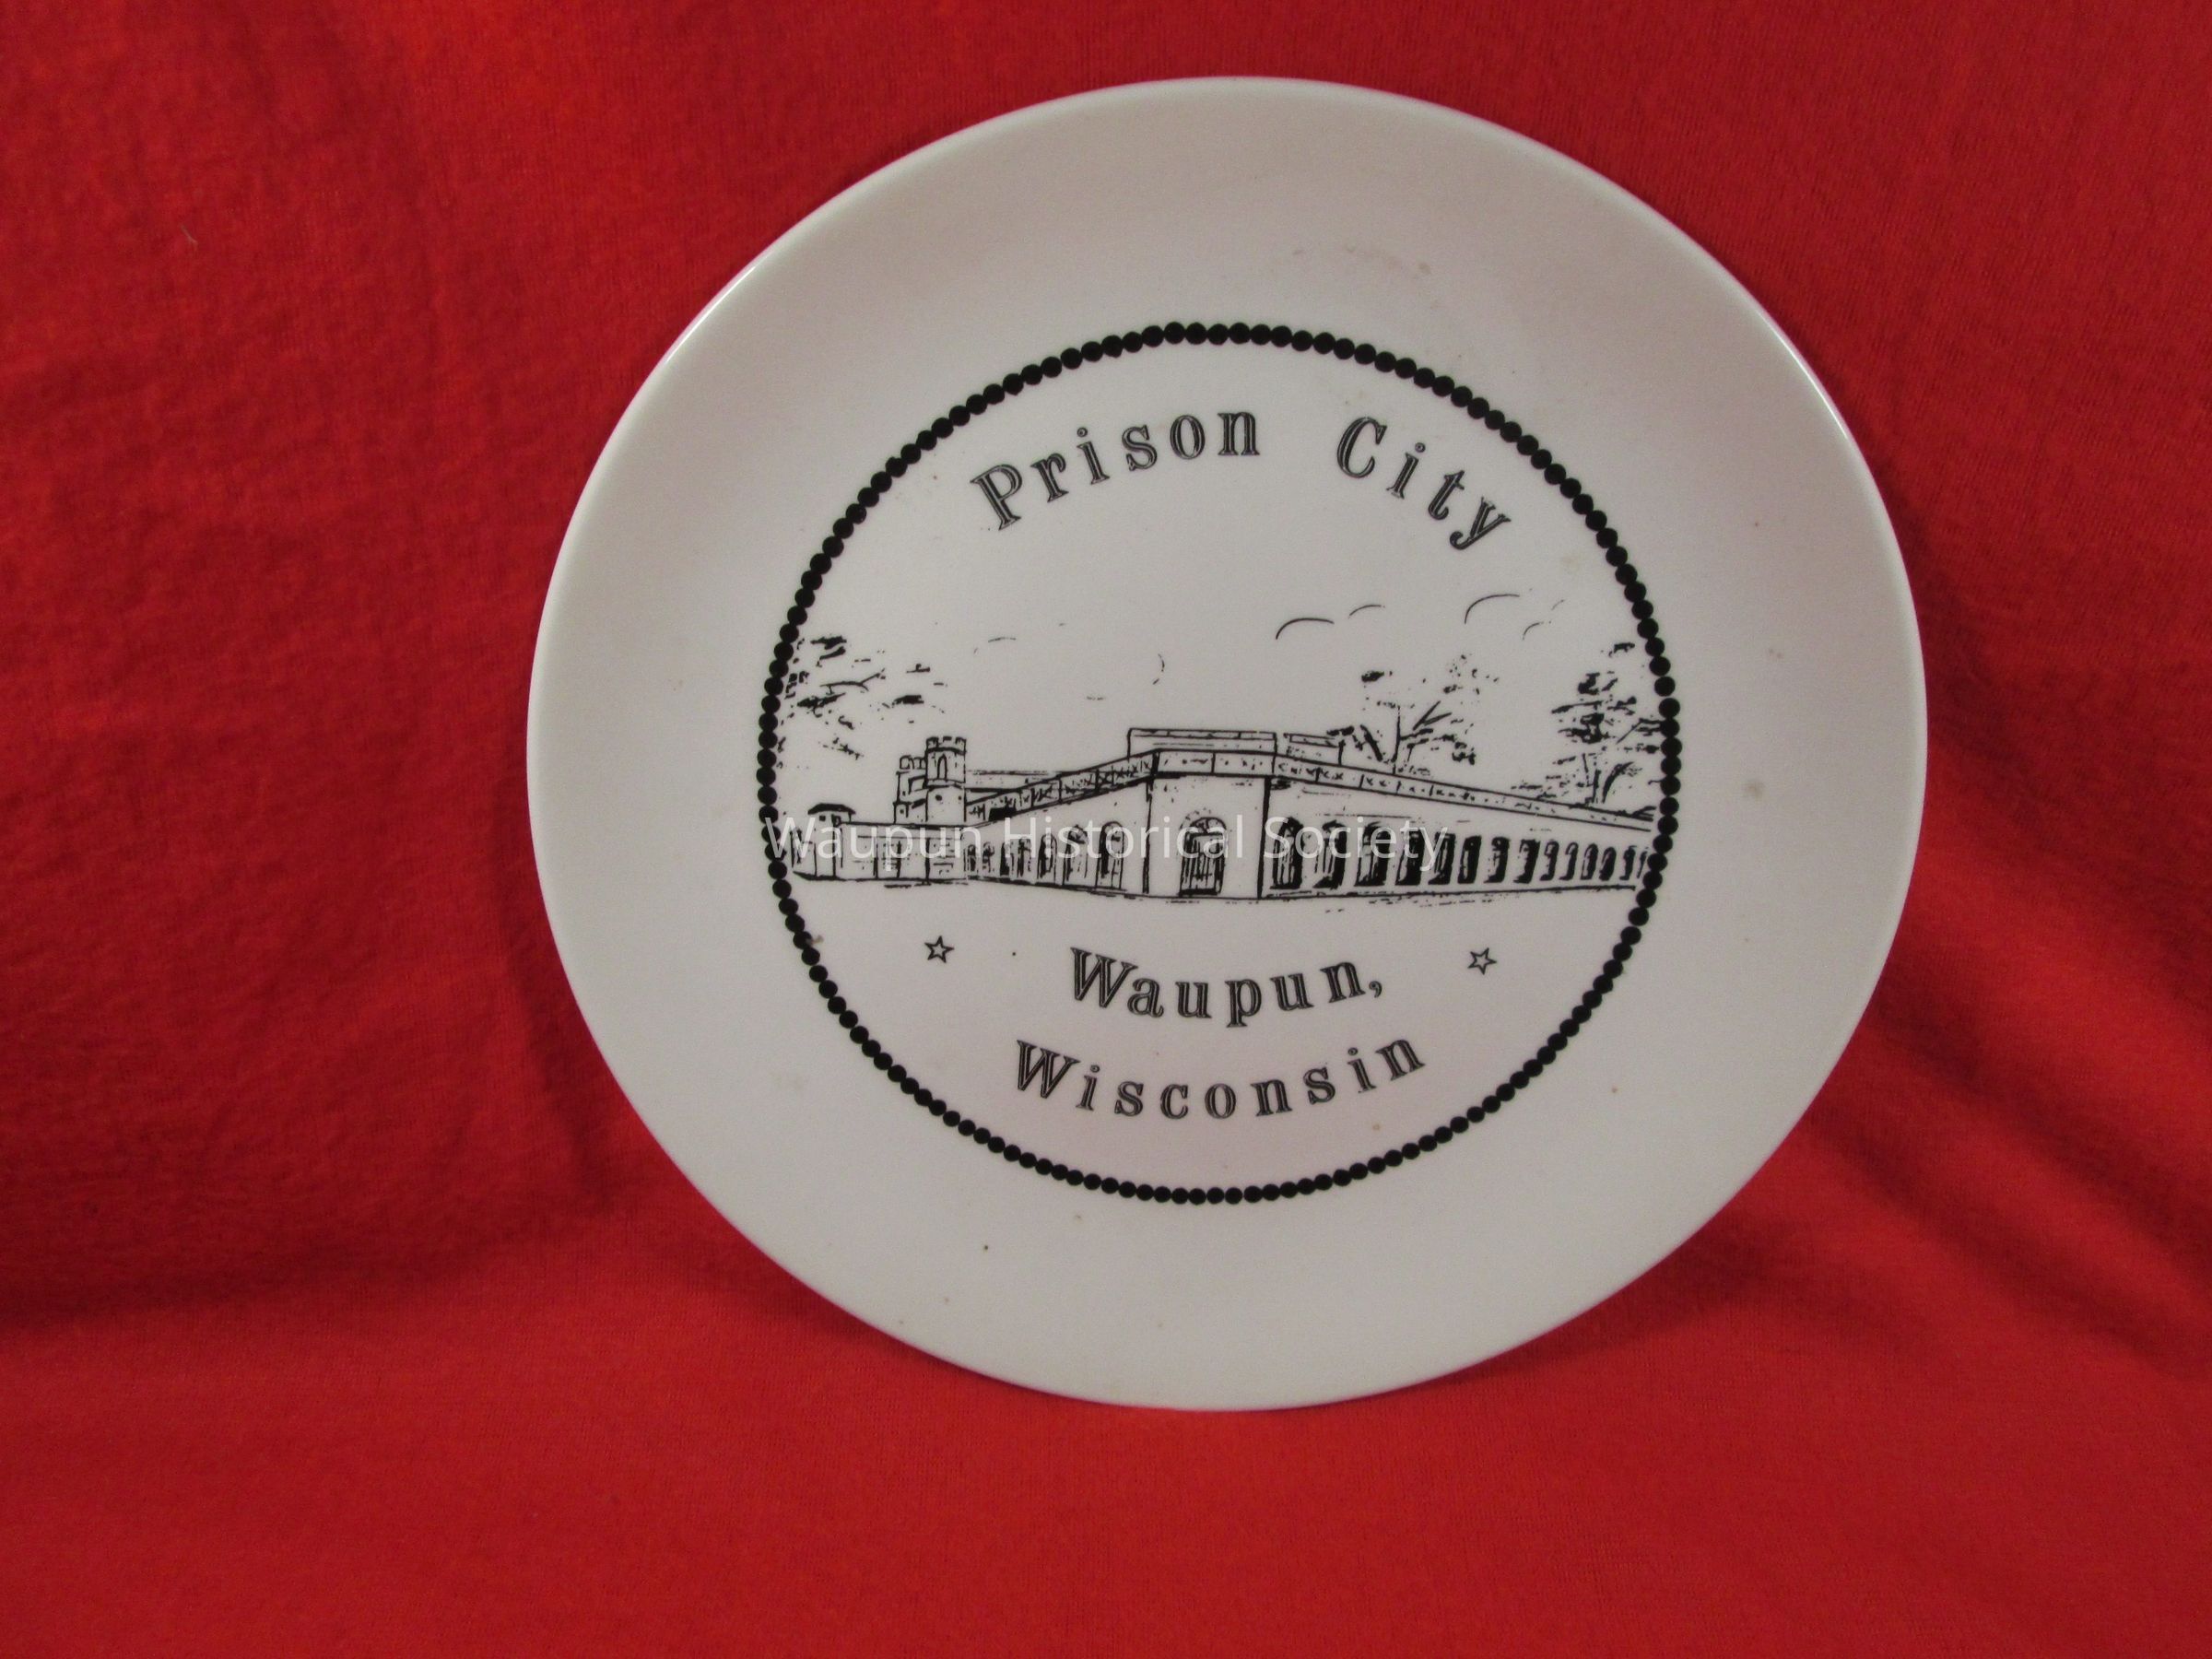 Prison City
Waupun Historical Society
Waupun,
Wisconsin